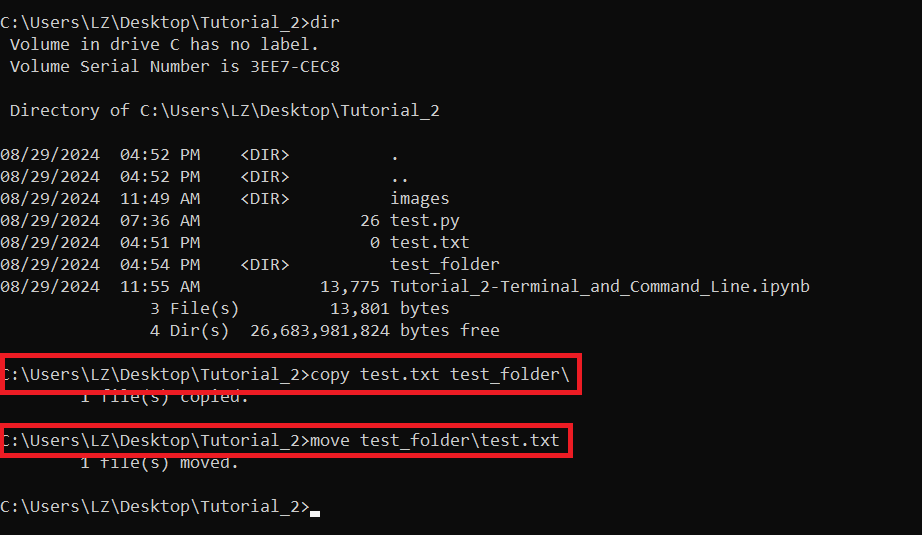 C:\Users\LZ\Desktop\Tutorial_2>dir
 Volume in drive C has no label.
 Volume Serial Number is 3EE7-CEC8

 Directory of C:\Users\LZ\Desktop\Tutorial_2

08/29/2024  04:52 PM    <DIR>          .
08/29/2024  04:52 PM    <DIR>          ..
08/29/2024  11:49 AM    <DIR>          images
08/29/2024  07:36 AM                26 test.py
08/29/2024  04:51 PM                 0 test.txt
08/29/2024  04:54 PM    <DIR>          test_folder
08/29/2024  11:55 AM            13,775 Tutorial_2-Terminal_and_Command_Line.ipynb
               3 File(s)         13,801 bytes
               4 Dir(s)  26,683,981,824 bytes free

C:\Users\LZ\Desktop\Tutorial_2>copy test.txt test_folder\
        1 file(s) copied.

C:\Users\LZ\Desktop\Tutorial_2>move test_folder\test.txt
        1 file(s) moved.

C:\Users\LZ\Desktop\Tutorial_2>